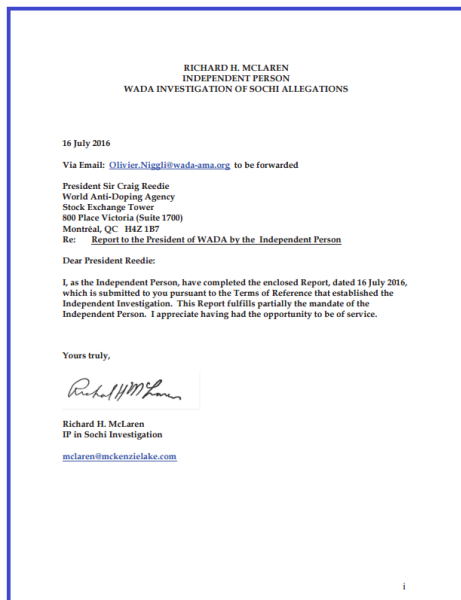 RICHARD H. MCLAREN
INDEPENDENT PERSON
WADA INVESTIGATION OF SOCHI ALLEGATIONS
16 July 2016
Via Email: Olivier.Niggli@wada-ama.org to be forwarded
President Sir Craig Reedie
World Anti-Doping Agency
Stock Exchange Tower
800 Place Victoria (Suite 1700)
Montréal, QC H4Z 1B7
Re: Report to the President of WADA by the Independent Person
Dear President Reedie:
I, as the Independent Person, have completed the enclosed Report, dated 16 July 2016,
which is submitted to you pursuant to the Terms of Reference that established the
Independent Investigation. This Report fulfills partially the mandate of the
Independent Person. I appreciate having had the opportunity to be of service.
Yours truly,
Richard H McLaren
Richard H. McLaren
IP in Sochi Investigation
mclaren@mckenzielake.com
i